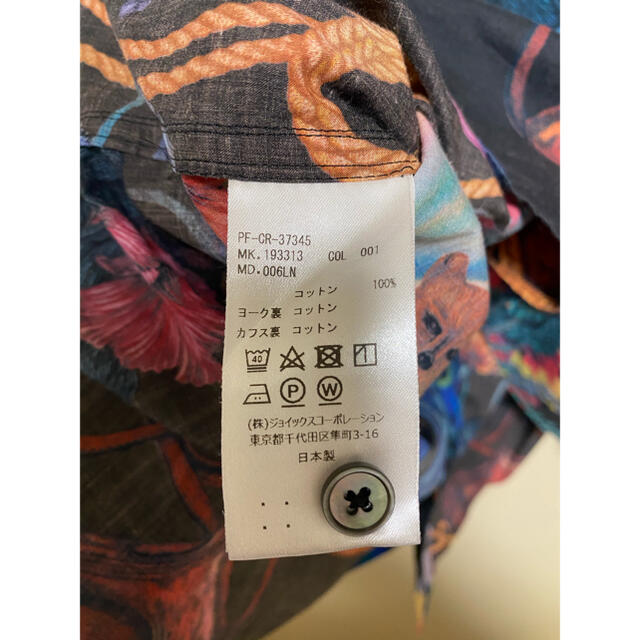 PF-CR-37345
MK.193313 COL 001
MD.006LN
コットン 100%
ヨーク裏 コットン
カフス裏 コットン
40
P W
(株)ジョイックスコーポレーション
東京都千代田区隼町3-16
日本製